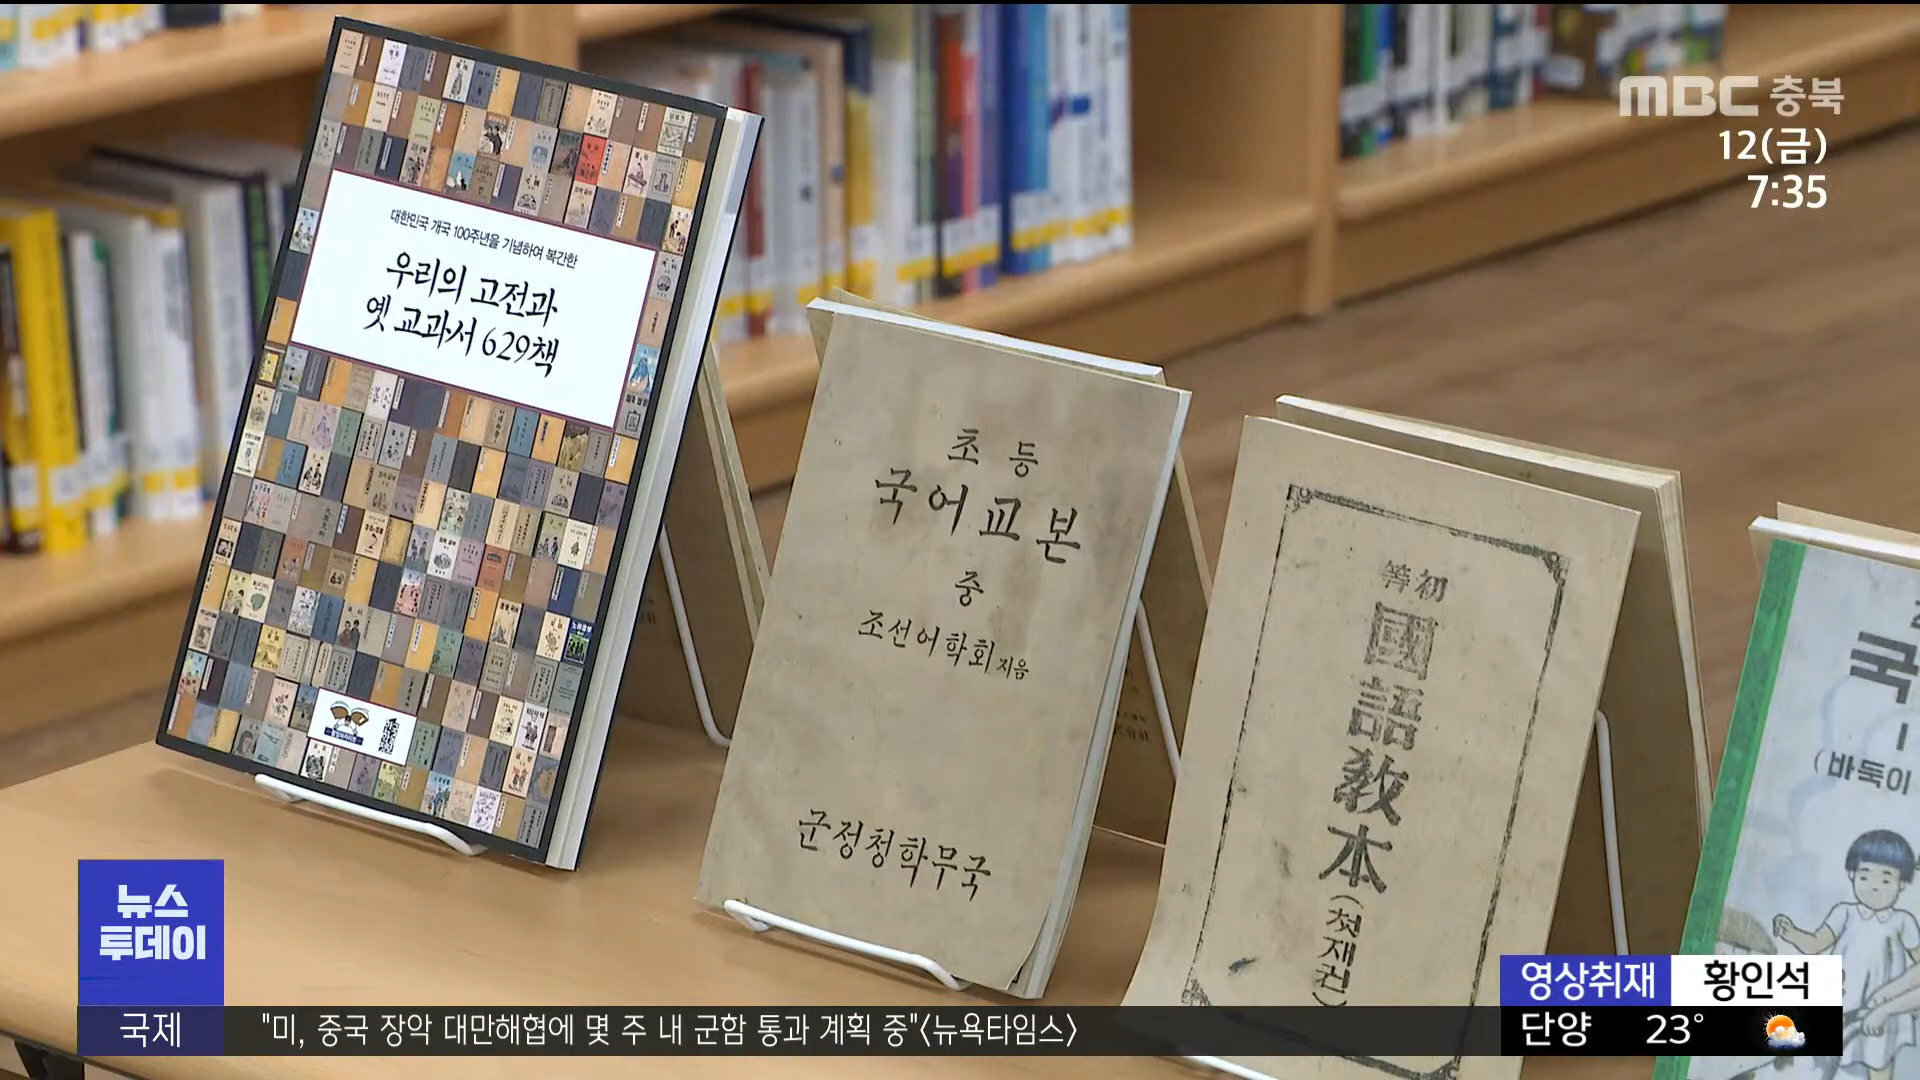 MBC 충북
12(금)
7:35
대한민국 개국 100주년을 기념하여 복간한
우리의 고전과
옛 교과서 629책
초등
국어교본
중
조선어학회 지음
군정청학무국
初等
國語敎本
(첫재권)
국
1
(바둑이
뉴스
투데이
영상취재 황인석
국제 "미, 중국 장악 대만해협에 몇 주 내 군함 통과 계획 중"<뉴욕타임스>
단양 23°